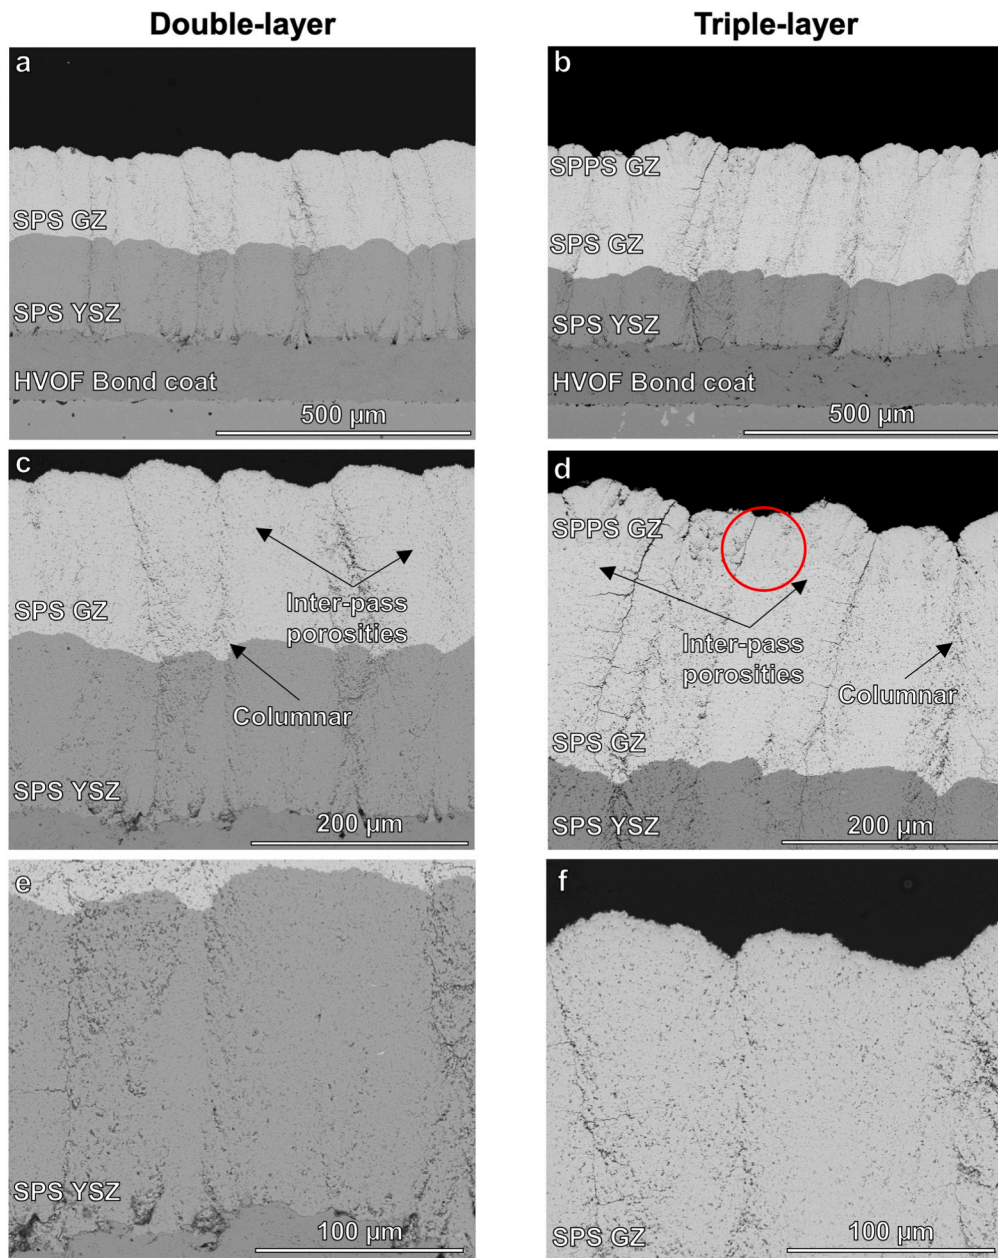 Double-layer
Triple-layer
a
SPS GZ
SPS YSZ
HVOF Bond coat
500 µm
b
SPPS GZ
SPS GZ
SPS YSZ
HVOF Bond coat
500 µm
c
Inter-pass
porosities
SPS GZ
Columnar
SPS YSZ
200 µm
d
SPPS GZ
Inter-pass
porosities
Columnar
SPS GZ
SPS YSZ
200 µm
e
SPS YSZ
100 µm
f
SPS GZ
100 µm